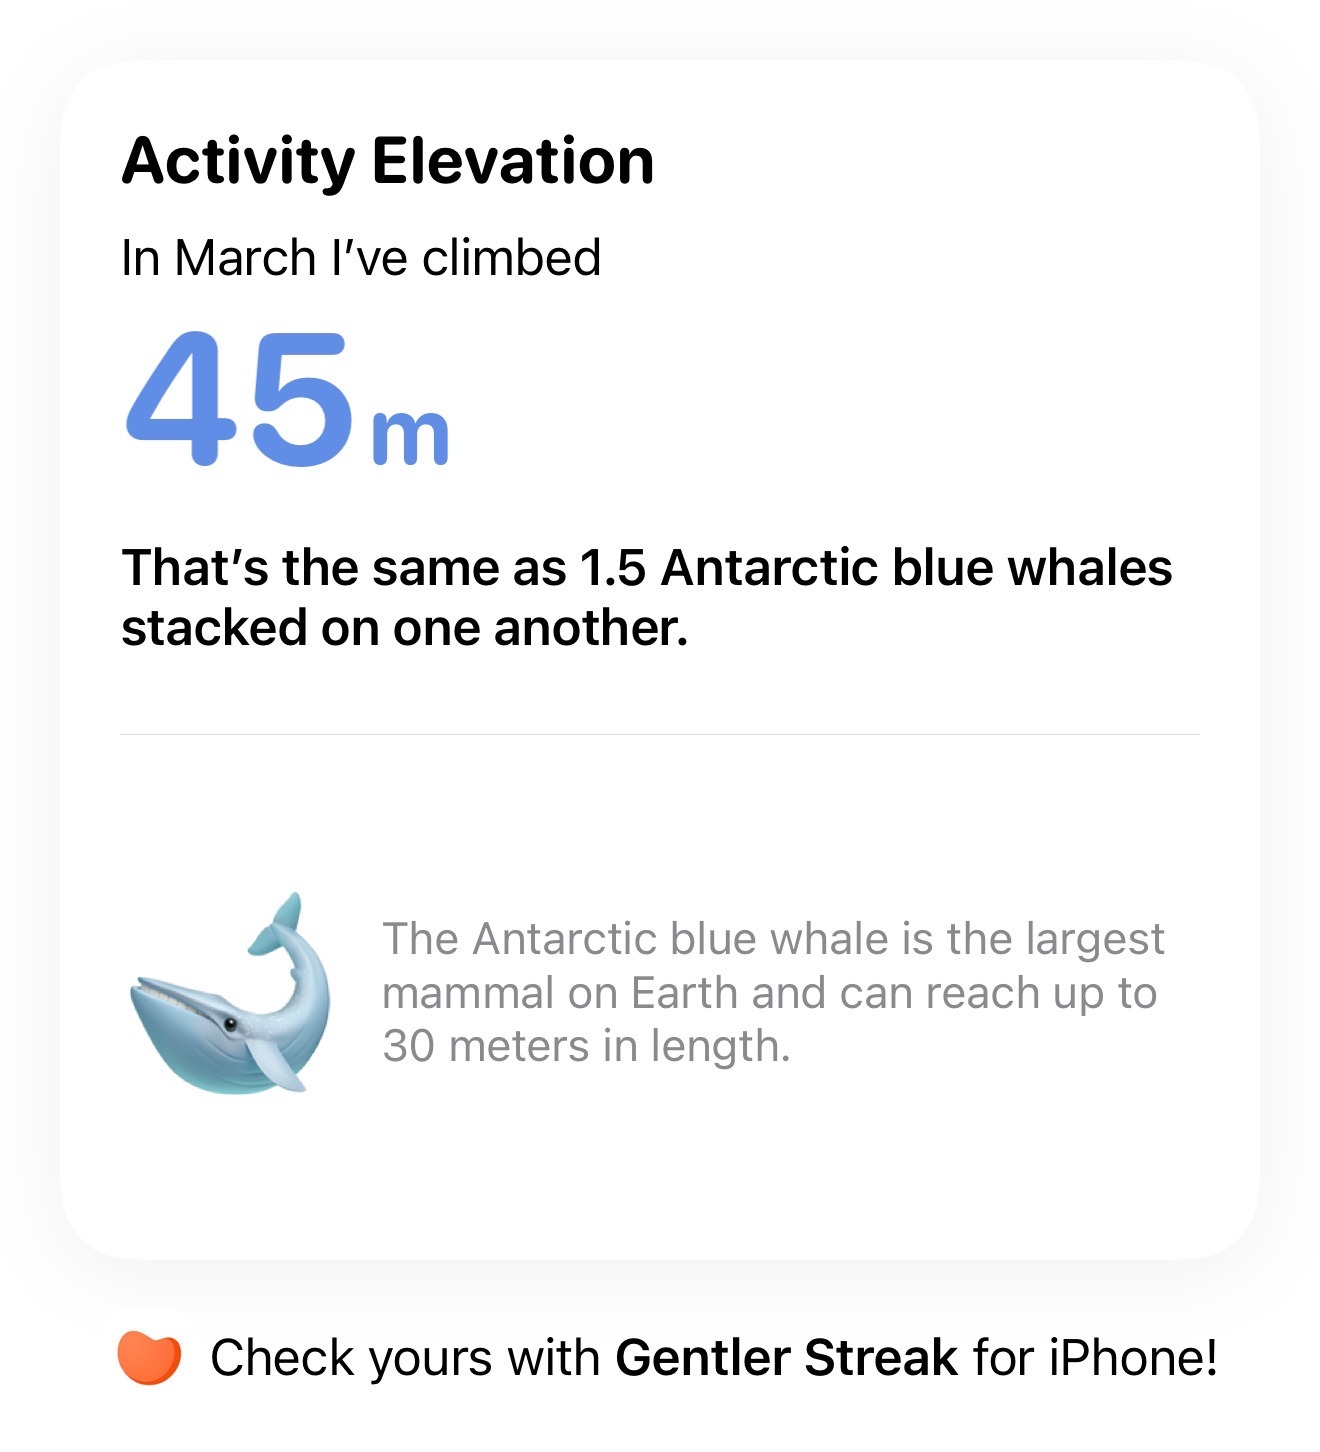 Activity Elevation
In March I’ve climbed
45 m
That’s the same as 1.5 Antarctic blue whales
stacked on one another.
The Antarctic blue whale is the largest
mammal on Earth and can reach up to
30 meters in length.
Check yours with Gentler Streak for iPhone!